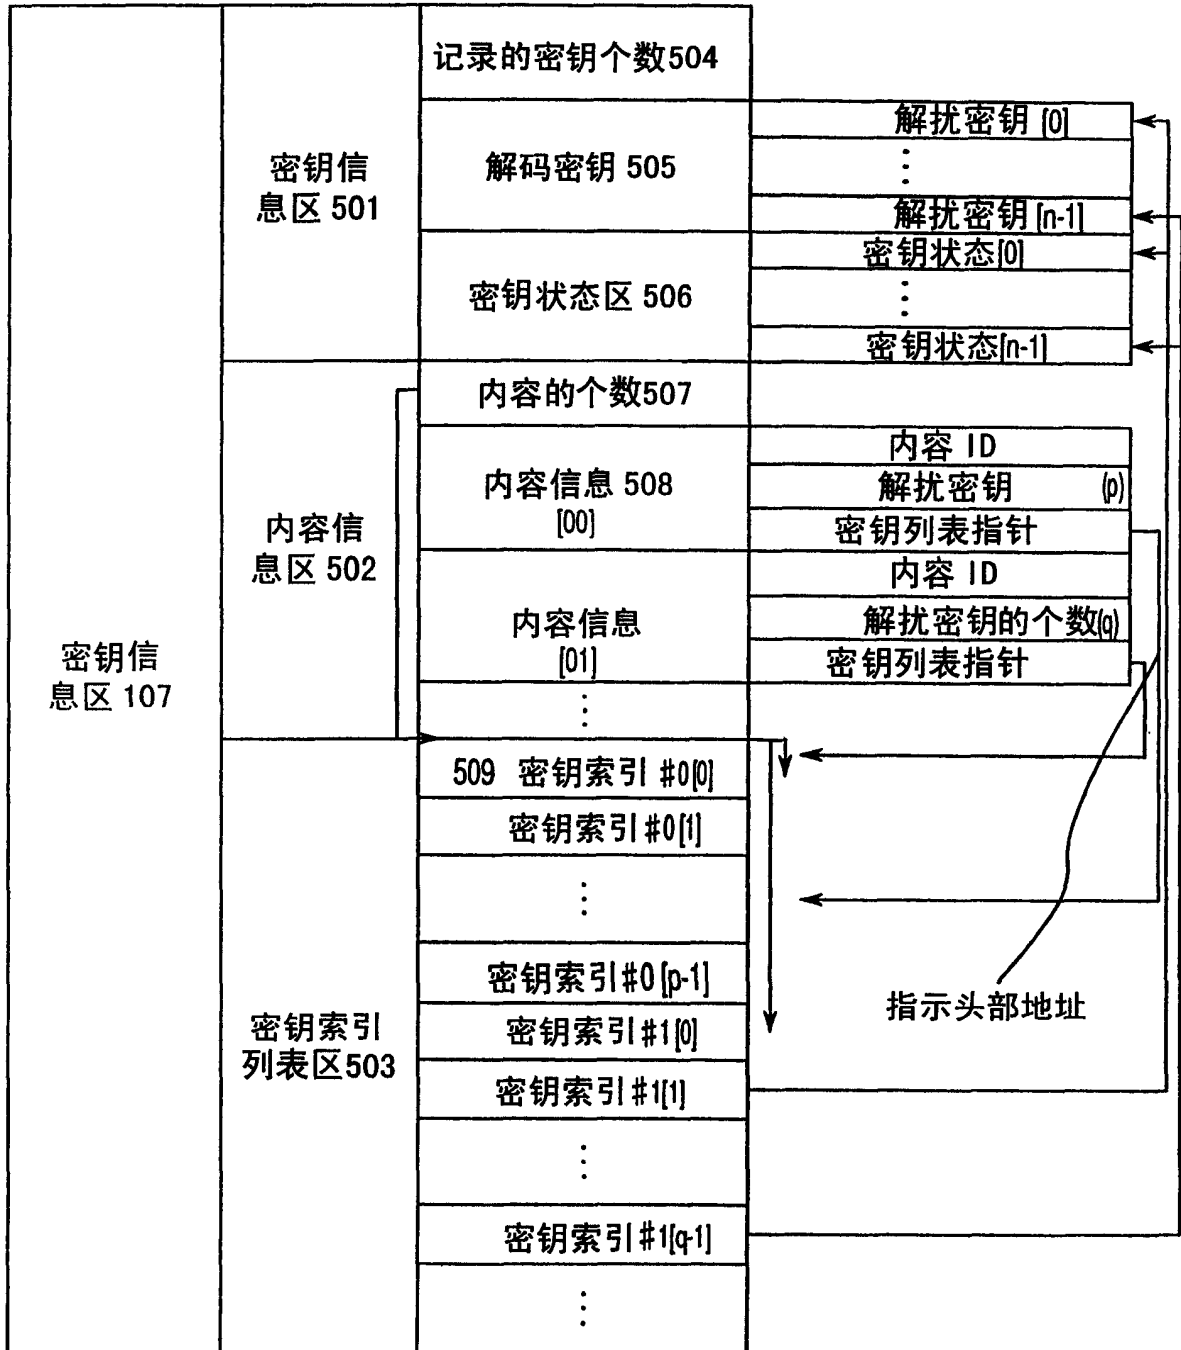 记录的密钥个数504
解扰密钥 [0]
⋮
解扰密钥 [n-1]
解码密钥 505
密钥信
息区 501
密钥状态[0]
⋮
密钥状态[n-1]
密钥状态区 506
内容的个数507
内容 ID
解扰密钥 (p)
密钥列表指针
内容信息 508
[00]
内容信
息区 502
内容 ID
解扰密钥的个数(q)
密钥列表指针
内容信息
[01]
⋮
密钥信
息区 107
509 密钥索引 #0[0]
密钥索引 #0[1]
⋮
密钥索引#0[p-1]
指示头部地址
密钥索引 #1[0]
密钥索引
列表区503
密钥索引 #1[1]
⋮
密钥索引 #1[q-1]
⋮